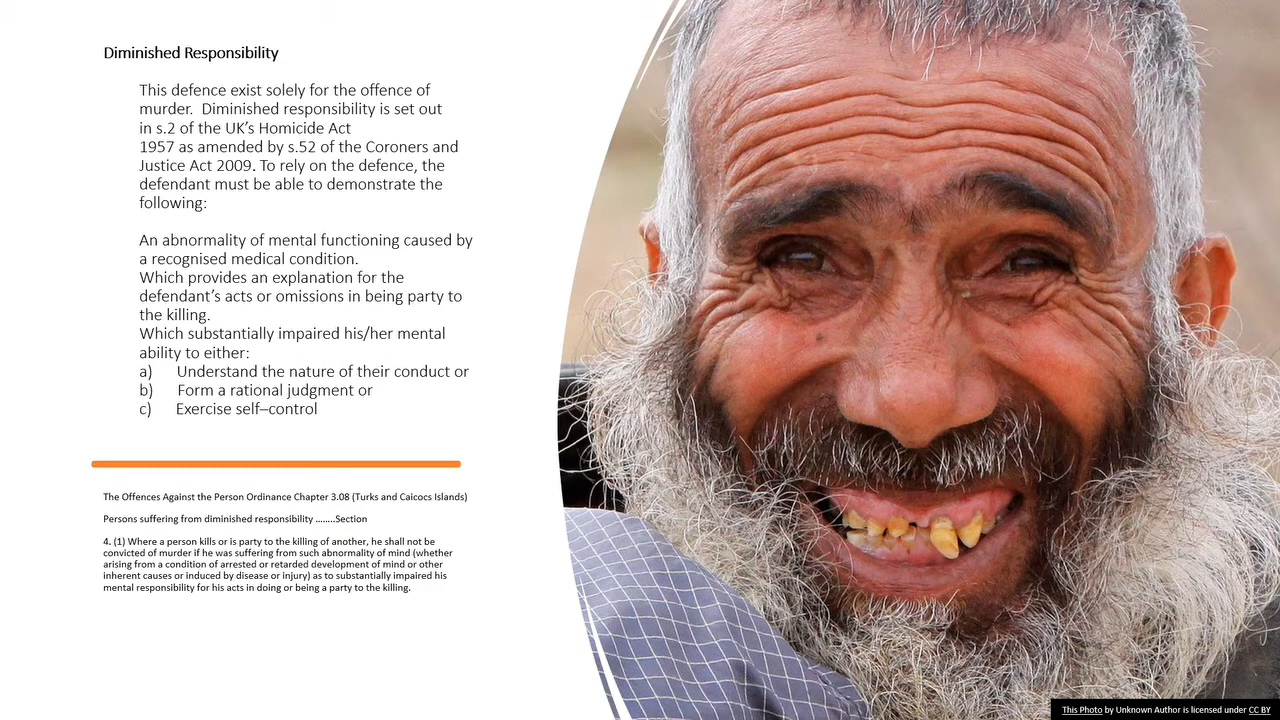 Diminished Responsibility
This defence exist solely for the offence of
murder. Diminished responsibility is set out
in s.2 of the UK's Homicide Act
1957 as amended by s.52 of the Coroners and
Justice Act 2009. To rely on the defence, the
defendant must be able to demonstrate the
following:
An abnormality of mental functioning caused by
a recognised medical condition.
Which provides an explanation for the
defendant's acts or omissions in being party to
the killing.
Which substantially impaired his/her mental
ability to either:
a) Understand the nature of their conduct or
b) Form a rational judgment or
c) Exercise self–control
The Offences Against the Person Ordinance Chapter 3.08 (Turks and Caicocs Islands)
Persons suffering from diminished responsibility ........Section
4. (1) Where a person kills or is party to the killing of another, he shall not be
convicted of murder if he was suffering from such abnormality of mind (whether
arising from a condition of arrested or retarded development of mind or other
inherent causes or induced by disease or injury) as to substantially impaired his
mental responsibility for his acts in doing or being a party to the killing.
This Photo by Unknown Author is licensed under CC BY